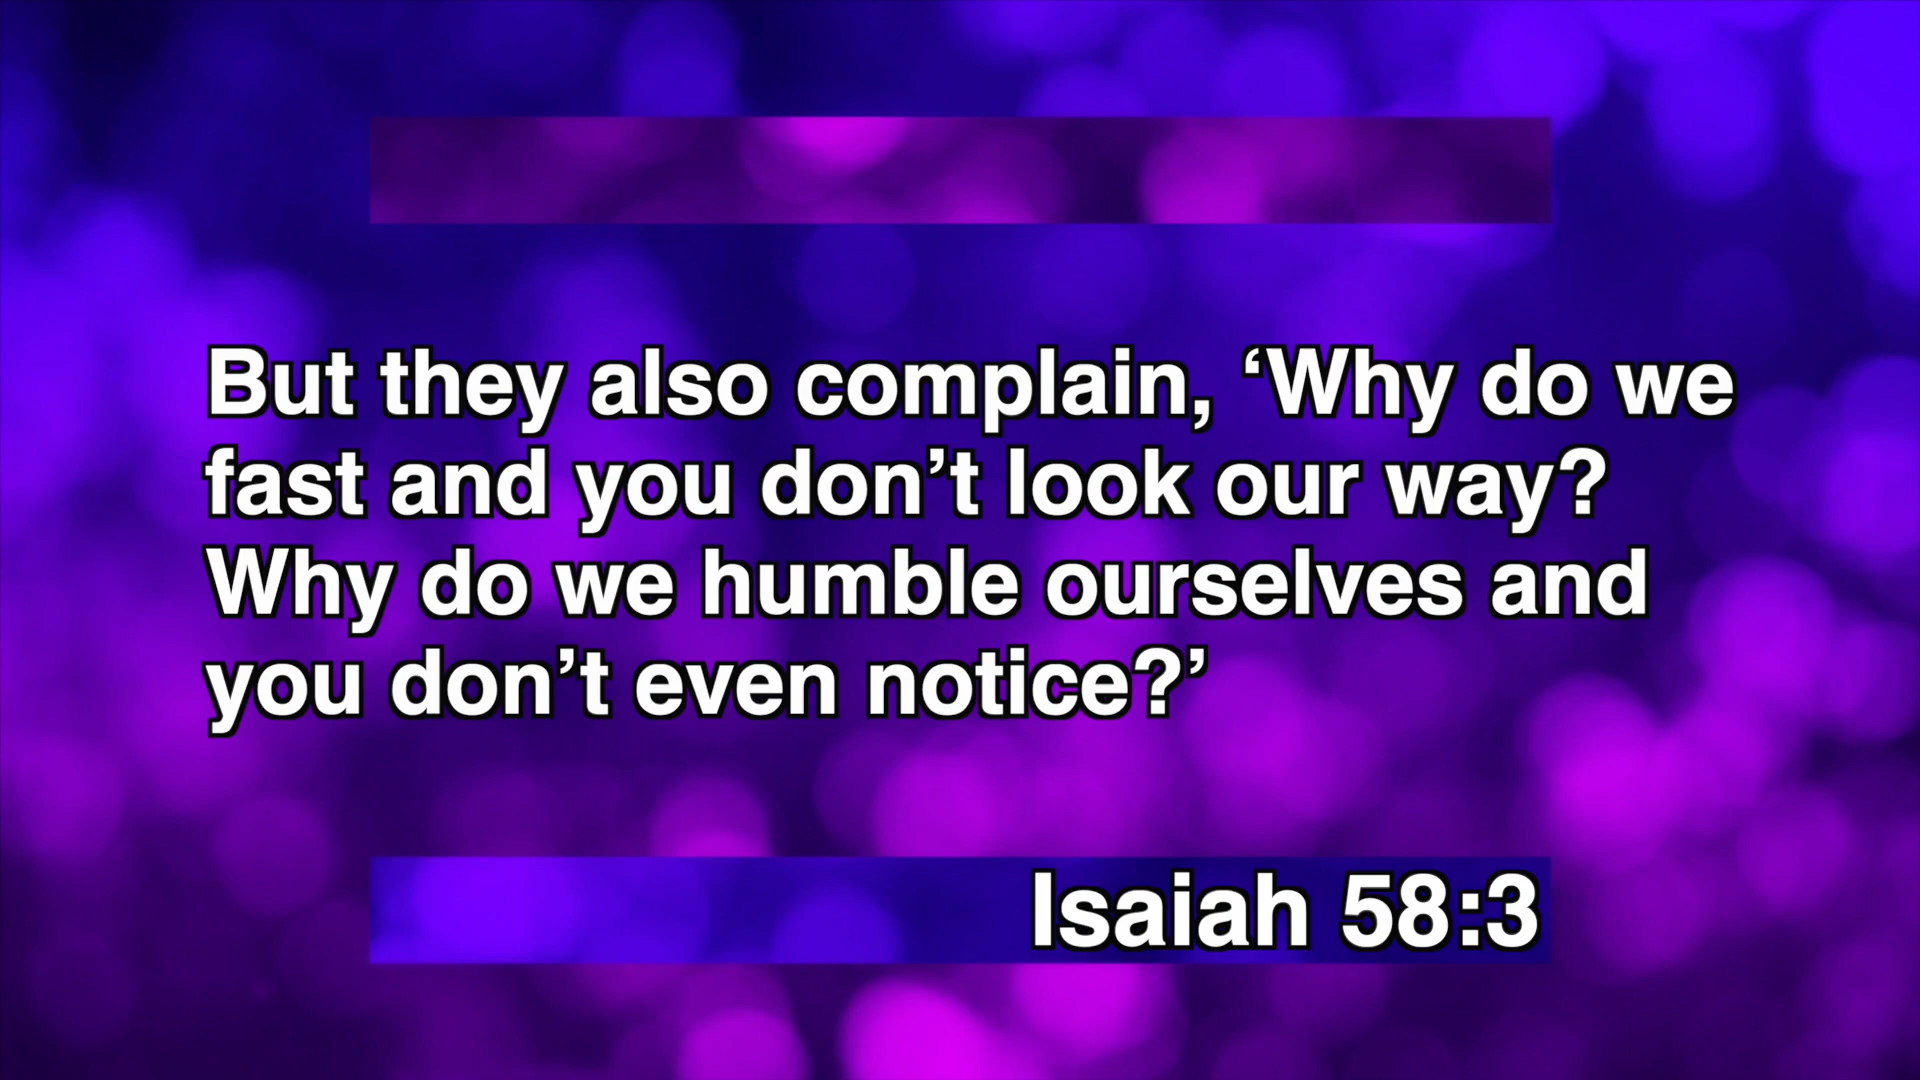 But they also complain, ‘Why do we
fast and you don’t look our way?
Why do we humble ourselves and
you don’t even notice?’
Isaiah 58:3